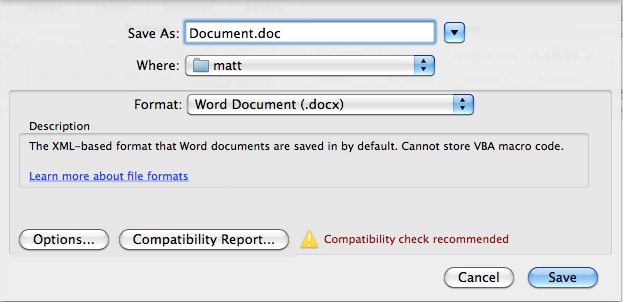 Save As: Document.doc
Where: matt
Format: Word Document (.docx)
Description
The XML-based format that Word documents are saved in by default. Cannot store VBA macro code.
Learn more about file formats
Options... Compatibility Report... Compatibility check recommended
Cancel Save